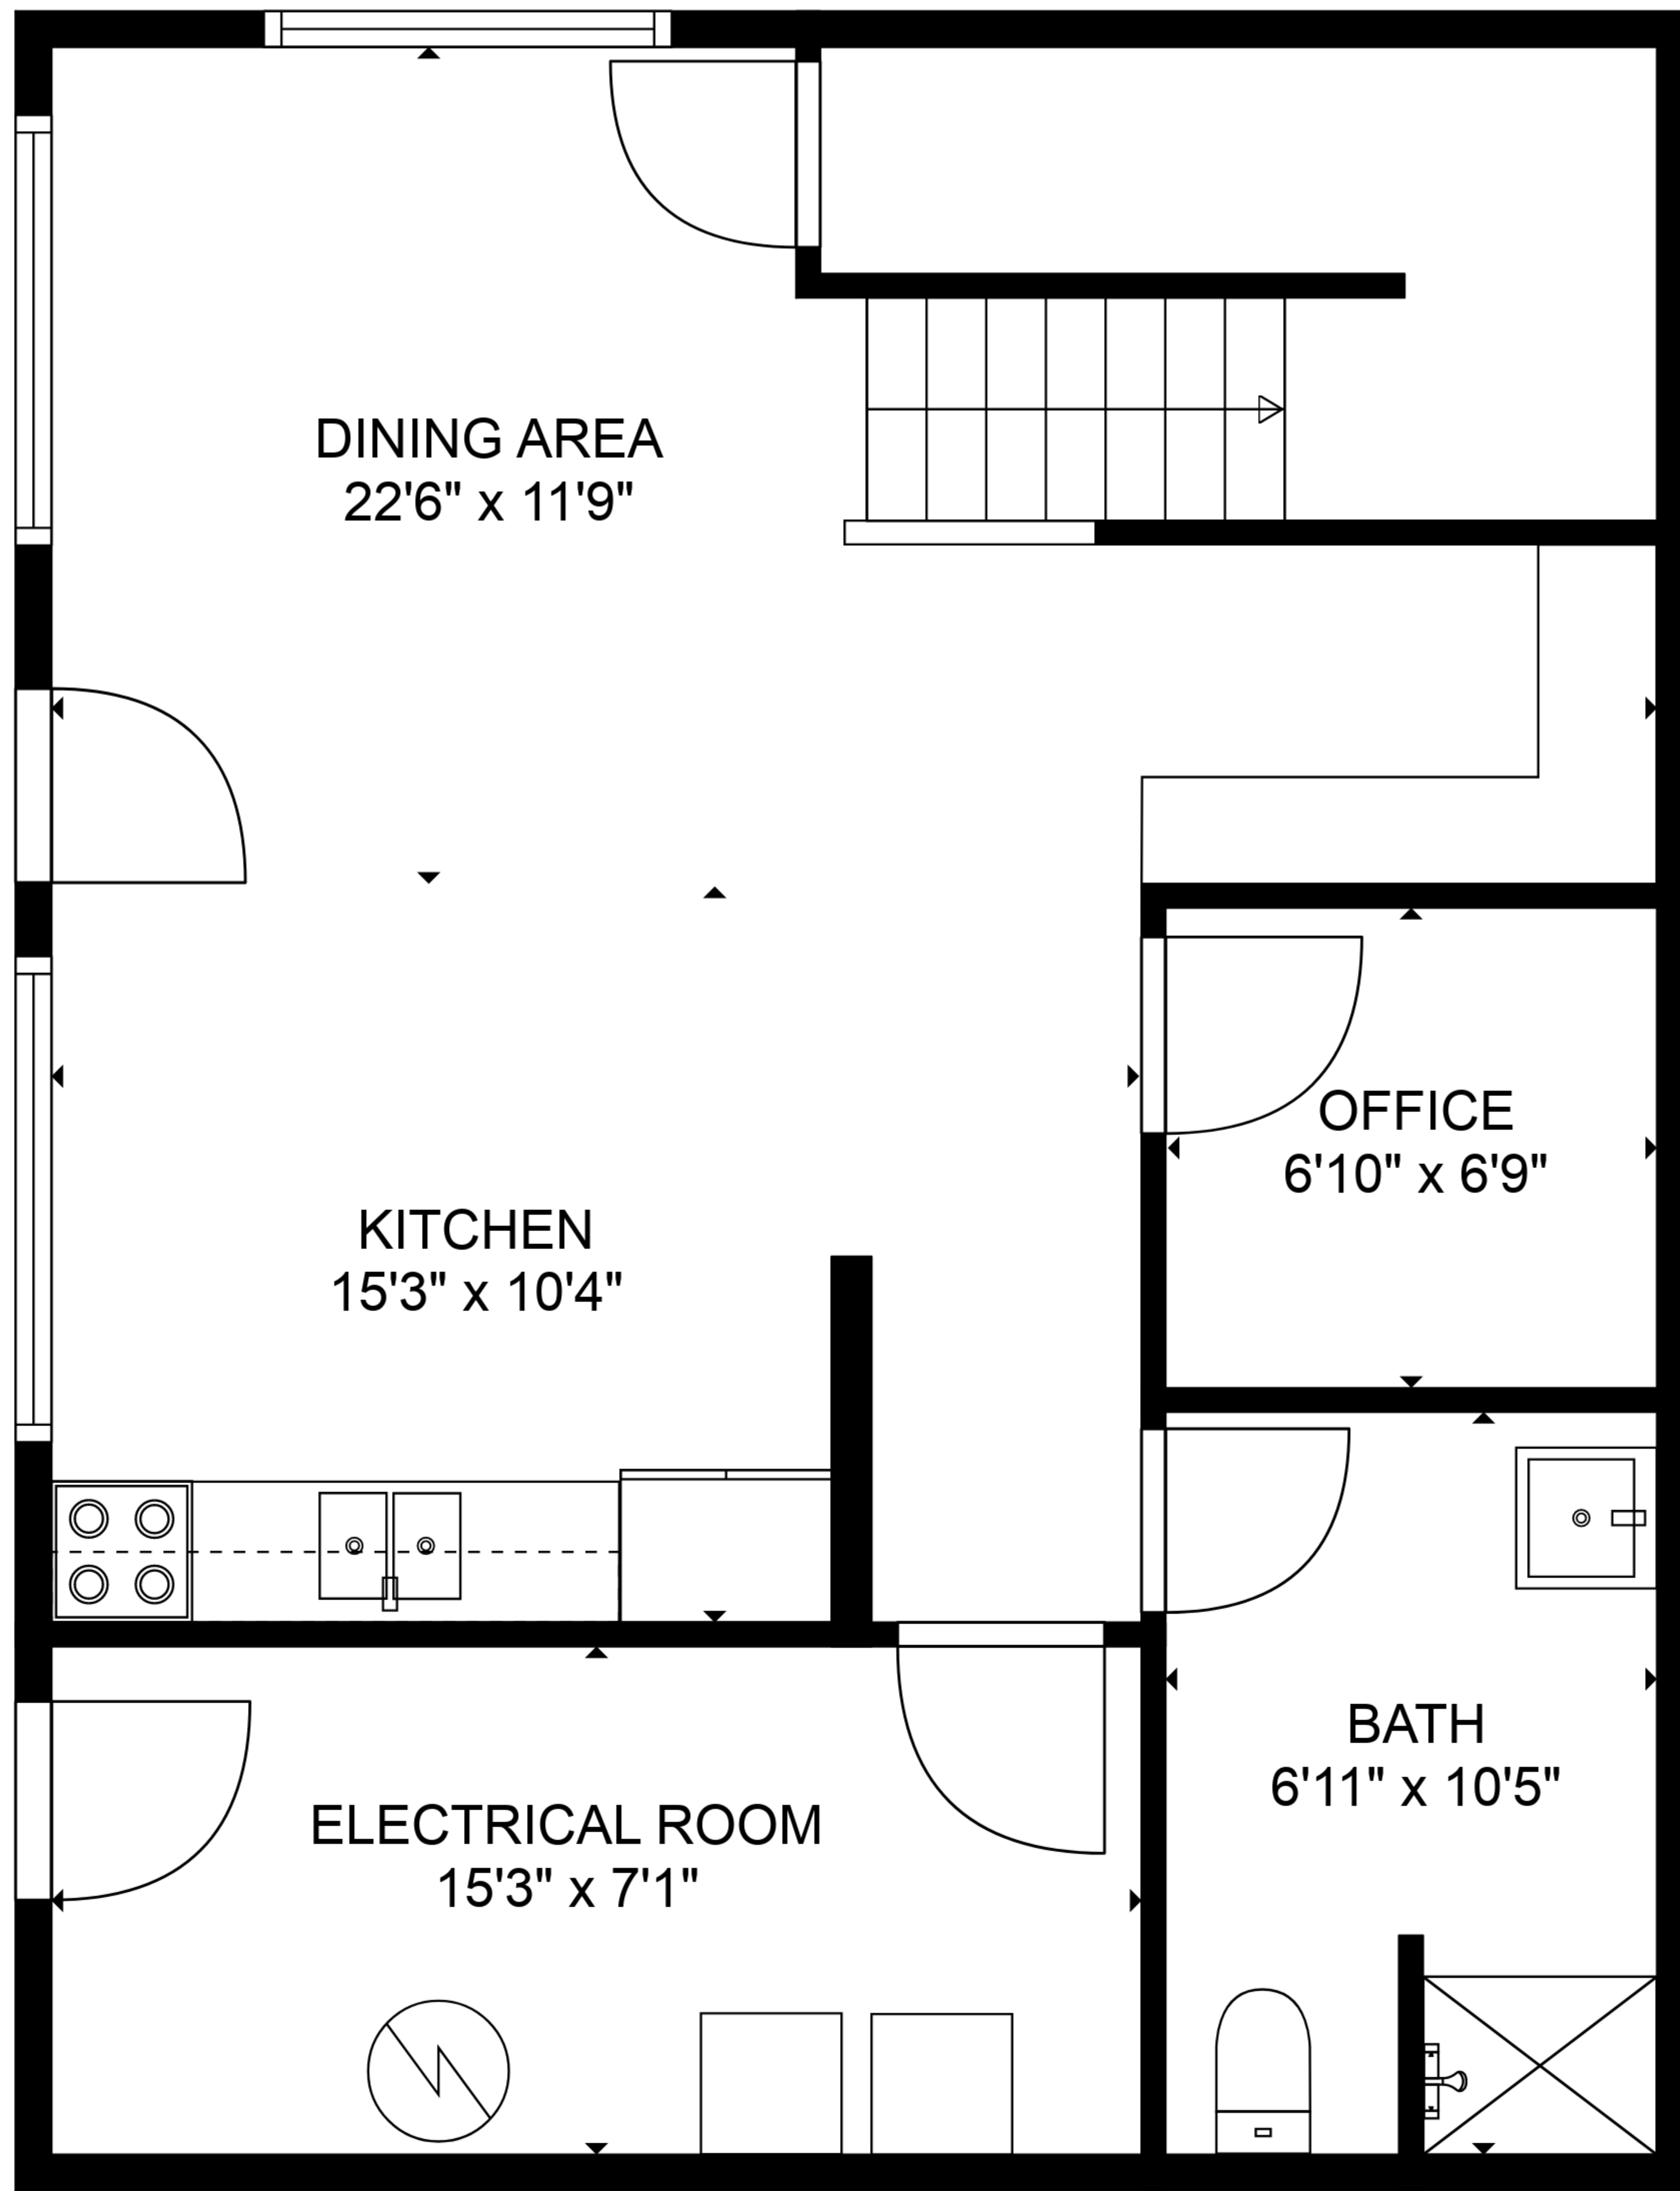 DINING AREA
22'6" x 11'9"
OFFICE
6'10" x 6'9"
KITCHEN
15'3" x 10'4"
BATH
6'11" x 10'5"
ELECTRICAL ROOM
15'3" x 7'1"